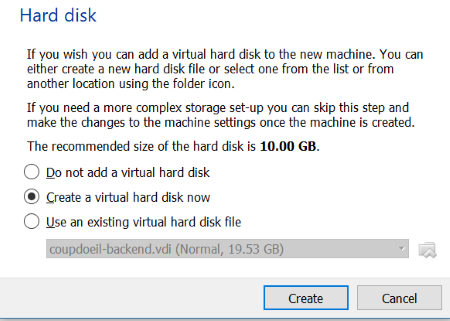 Hard disk
If you wish you can add a virtual hard disk to the new machine. You can
either create a new hard disk file or select one from the list or from
another location using the folder icon.
If you need a more complex storage set-up you can skip this step and
make the changes to the machine settings once the machine is created.
The recommended size of the hard disk is 10.00 GB.
Do not add a virtual hard disk
Create a virtual hard disk now
Use an existing virtual hard disk file
coupdoeil-backend.vdi (Normal, 19.53 GB)
Create
Cancel